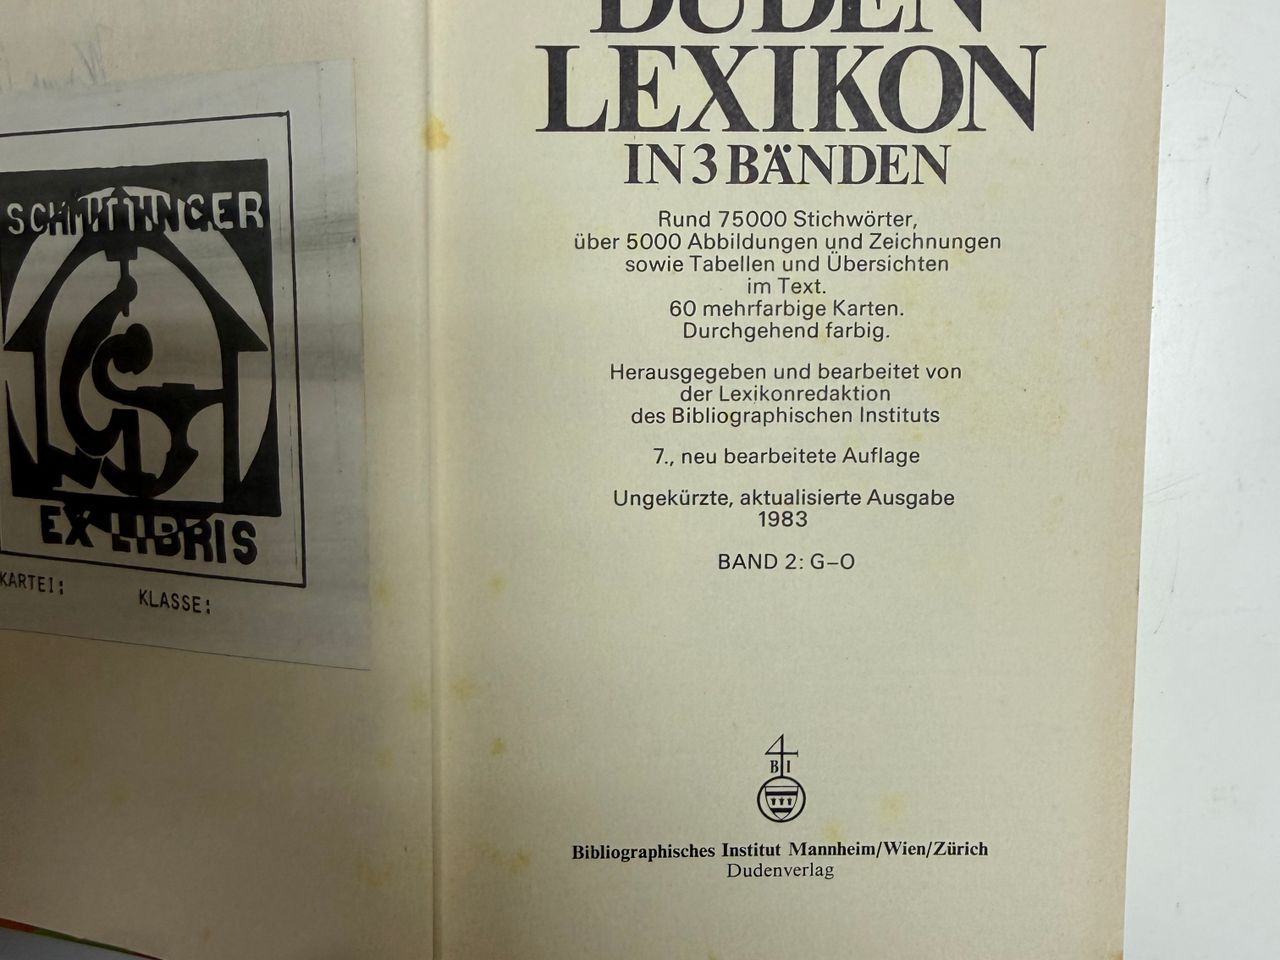 SCHMITTINGER
EX LIBRIS
KARTEI:
KLASSE:
DUDEN
LEXIKON
IN 3 BÄNDEN
Rund 75000 Stichwörter,
über 5000 Abbildungen und Zeichnungen
sowie Tabellen und Übersichten
im Text.
60 mehrfarbige Karten.
Durchgehend farbig.
Herausgegeben und bearbeitet von
der Lexikonredaktion
des Bibliographischen Instituts
7., neu bearbeitete Auflage
Ungekürzte, aktualisierte Ausgabe
1983
BAND 2: G–O
B I
Bibliographisches Institut Mannheim/Wien/Zürich
Dudenverlag